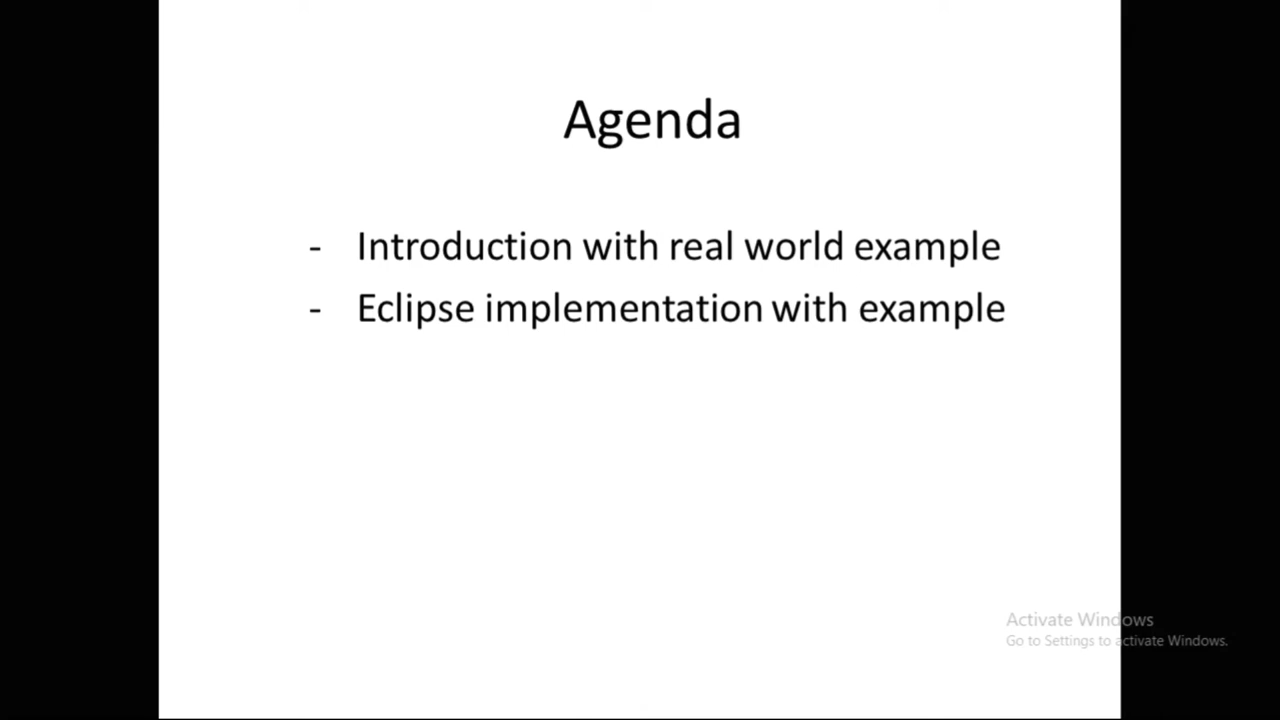 Agenda
- Introduction with real world example
- Eclipse implementation with example
Activate Windows
Go to Settings to activate Windows.